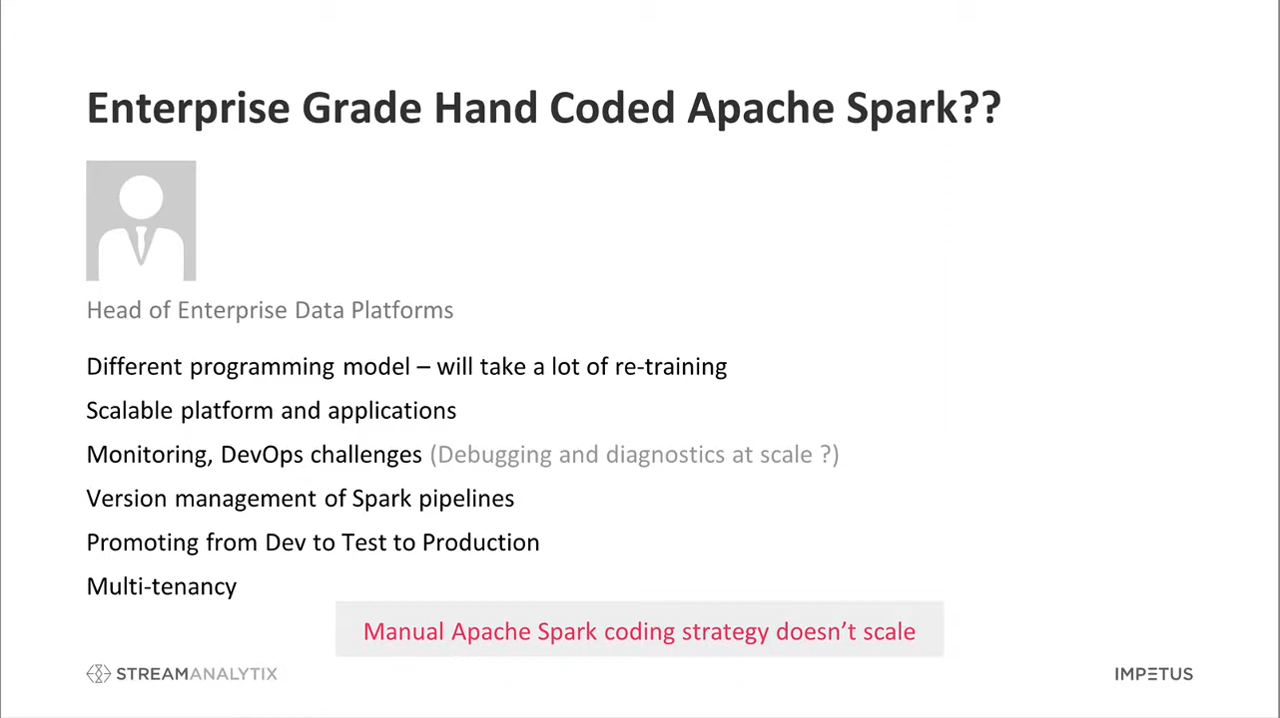 Enterprise Grade Hand Coded Apache Spark??
Head of Enterprise Data Platforms
Different programming model – will take a lot of re-training
Scalable platform and applications
Monitoring, DevOps challenges (Debugging and diagnostics at scale ?)
Version management of Spark pipelines
Promoting from Dev to Test to Production
Multi-tenancy
Manual Apache Spark coding strategy doesn’t scale
STREAMANALYTIX
IMPETUS